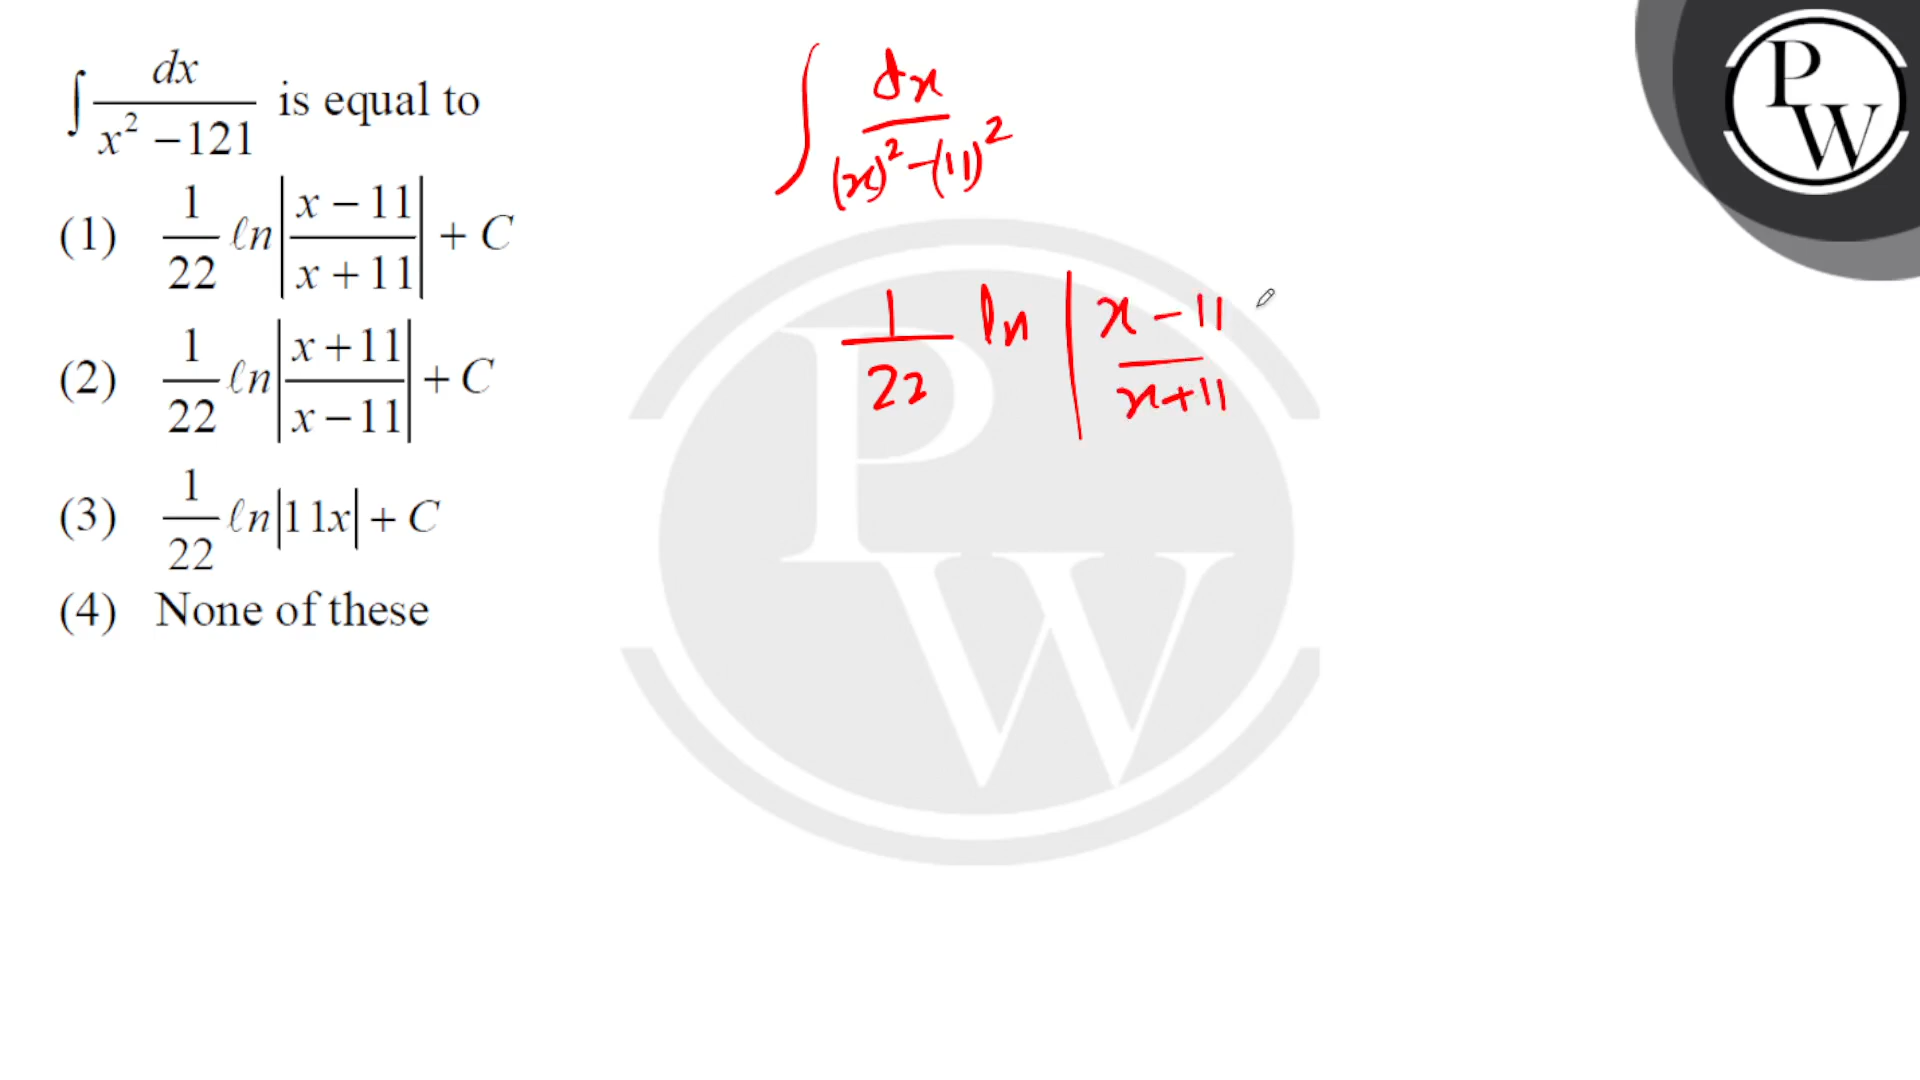 ∫ dx / (x² − 121) is equal to
(1) 1/22 ℓn |(x − 11)/(x + 11)| + C
(2) 1/22 ℓn |(x + 11)/(x − 11)| + C
(3) 1/22 ℓn |11x| + C
(4) None of these
∫ dx / ((x)² − (11)²)
1/22 ln |(x − 11)/(x + 11)
PW
PW